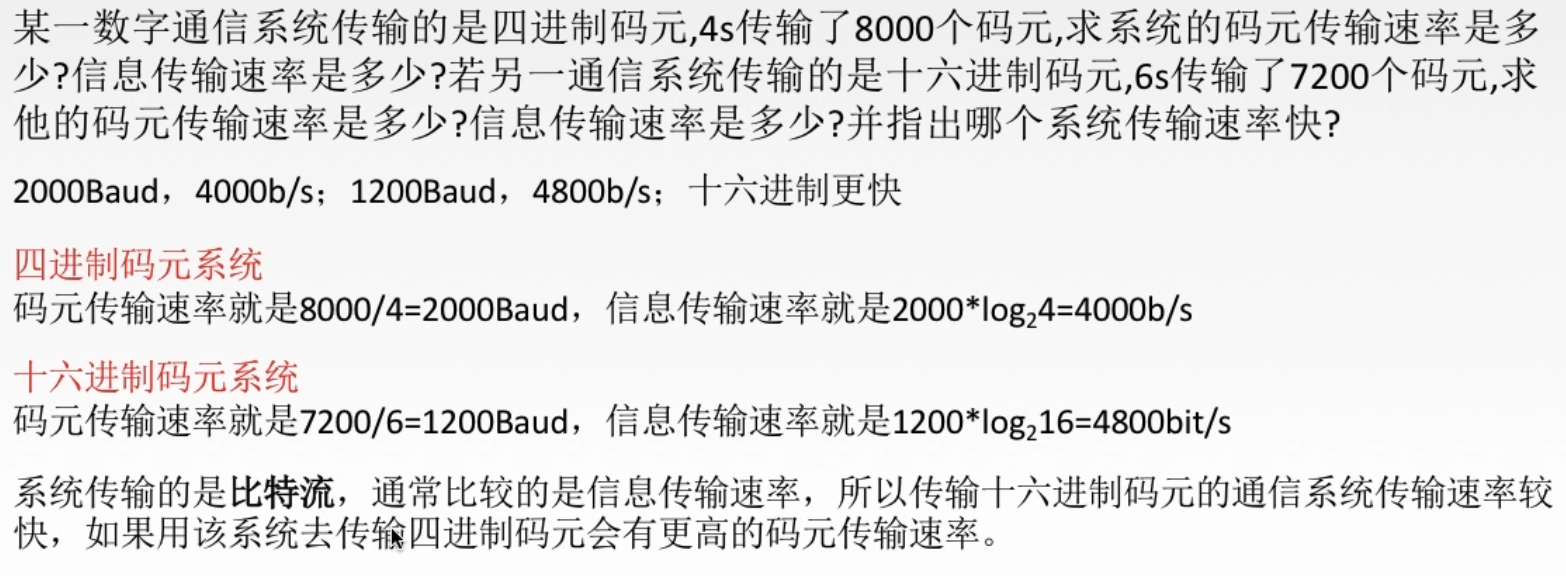 某一数字通信系统传输的是四进制码元,4s传输了8000个码元,求系统的码元传输速率是多
少?信息传输速率是多少?若另一通信系统传输的是十六进制码元,6s传输了7200个码元,求
他的码元传输速率是多少?信息传输速率是多少?并指出哪个系统传输速率快?
2000Baud，4000b/s；1200Baud，4800b/s；十六进制更快
四进制码元系统
码元传输速率就是8000/4=2000Baud，信息传输速率就是2000*log₂4=4000b/s
十六进制码元系统
码元传输速率就是7200/6=1200Baud，信息传输速率就是1200*log₂16=4800bit/s
系统传输的是比特流，通常比较的是信息传输速率，所以传输十六进制码元的通信系统传输速率较
快，如果用该系统去传输四进制码元会有更高的码元传输速率。